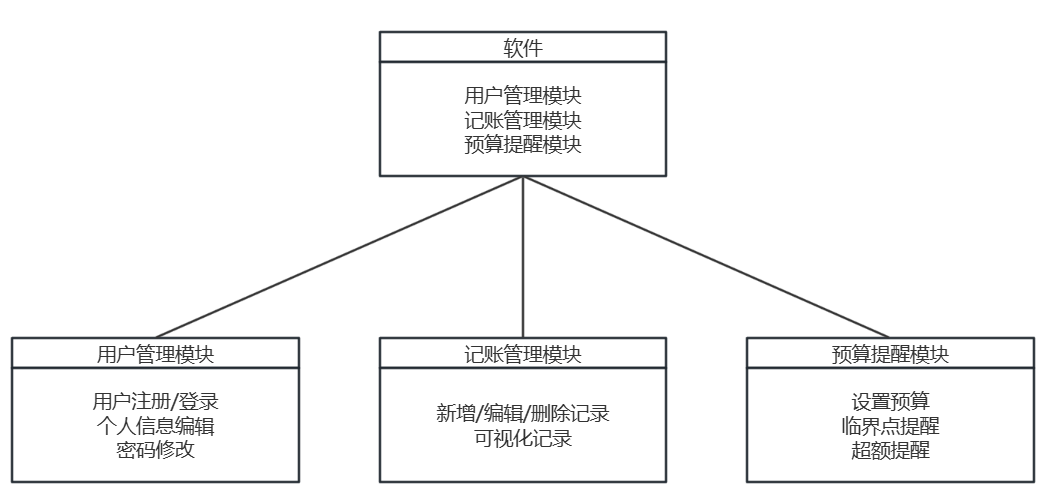 软件
用户管理模块
记账管理模块
预算提醒模块
用户管理模块
用户注册/登录
个人信息编辑
密码修改
记账管理模块
新增/编辑/删除记录
可视化记录
预算提醒模块
设置预算
临界点提醒
超额提醒